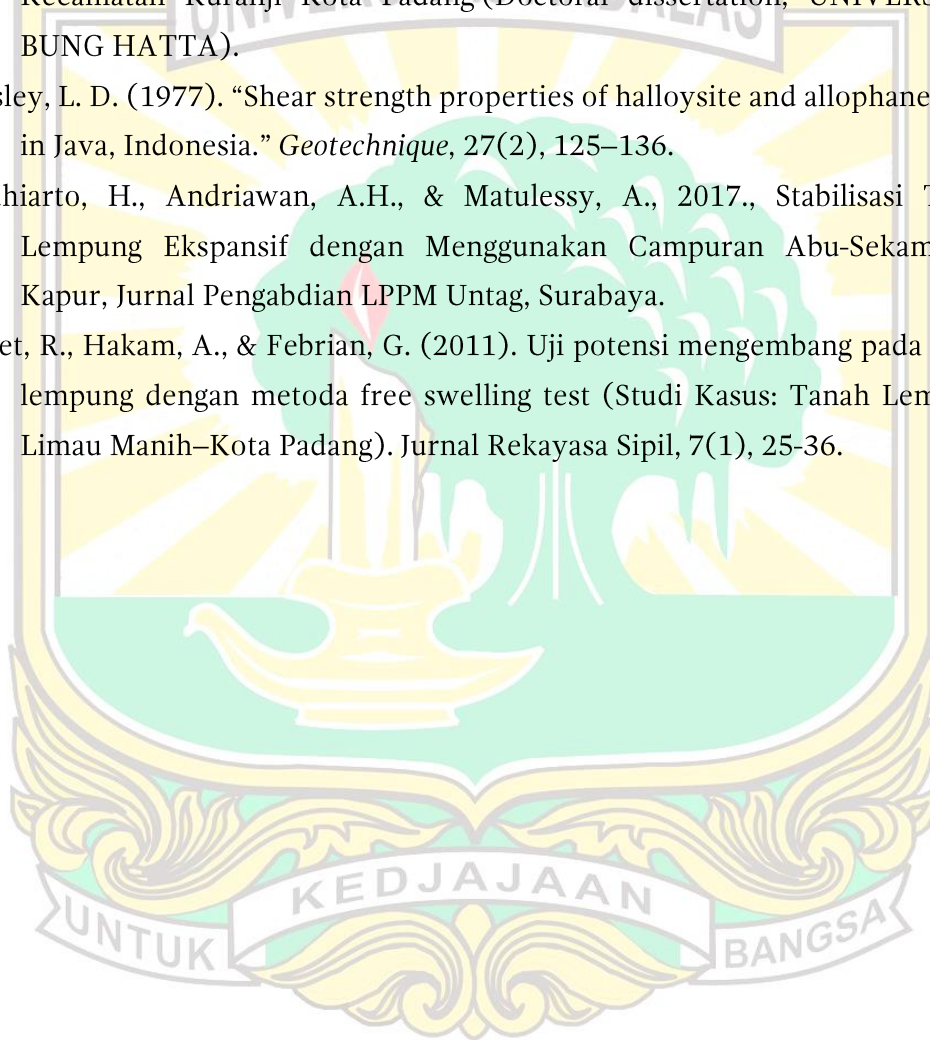 Kecamatan Kuranji Kota Padang (Doctoral dissertation, UNIVERS
BUNG HATTA).
sley, L. D. (1977). “Shear strength properties of halloysite and allophane
in Java, Indonesia.” Geotechnique, 27(2), 125–136.
hiarto, H., Andriawan, A.H., & Matulessy, A., 2017., Stabilisasi T
Lempung Ekspansif dengan Menggunakan Campuran Abu-Sekam
Kapur, Jurnal Pengabdian LPPM Untag, Surabaya.
et, R., Hakam, A., & Febrian, G. (2011). Uji potensi mengembang pada
lempung dengan metoda free swelling test (Studi Kasus: Tanah Lem
Limau Manih–Kota Padang). Jurnal Rekayasa Sipil, 7(1), 25-36.
UNTUK KEDJAJAAN BANGSA